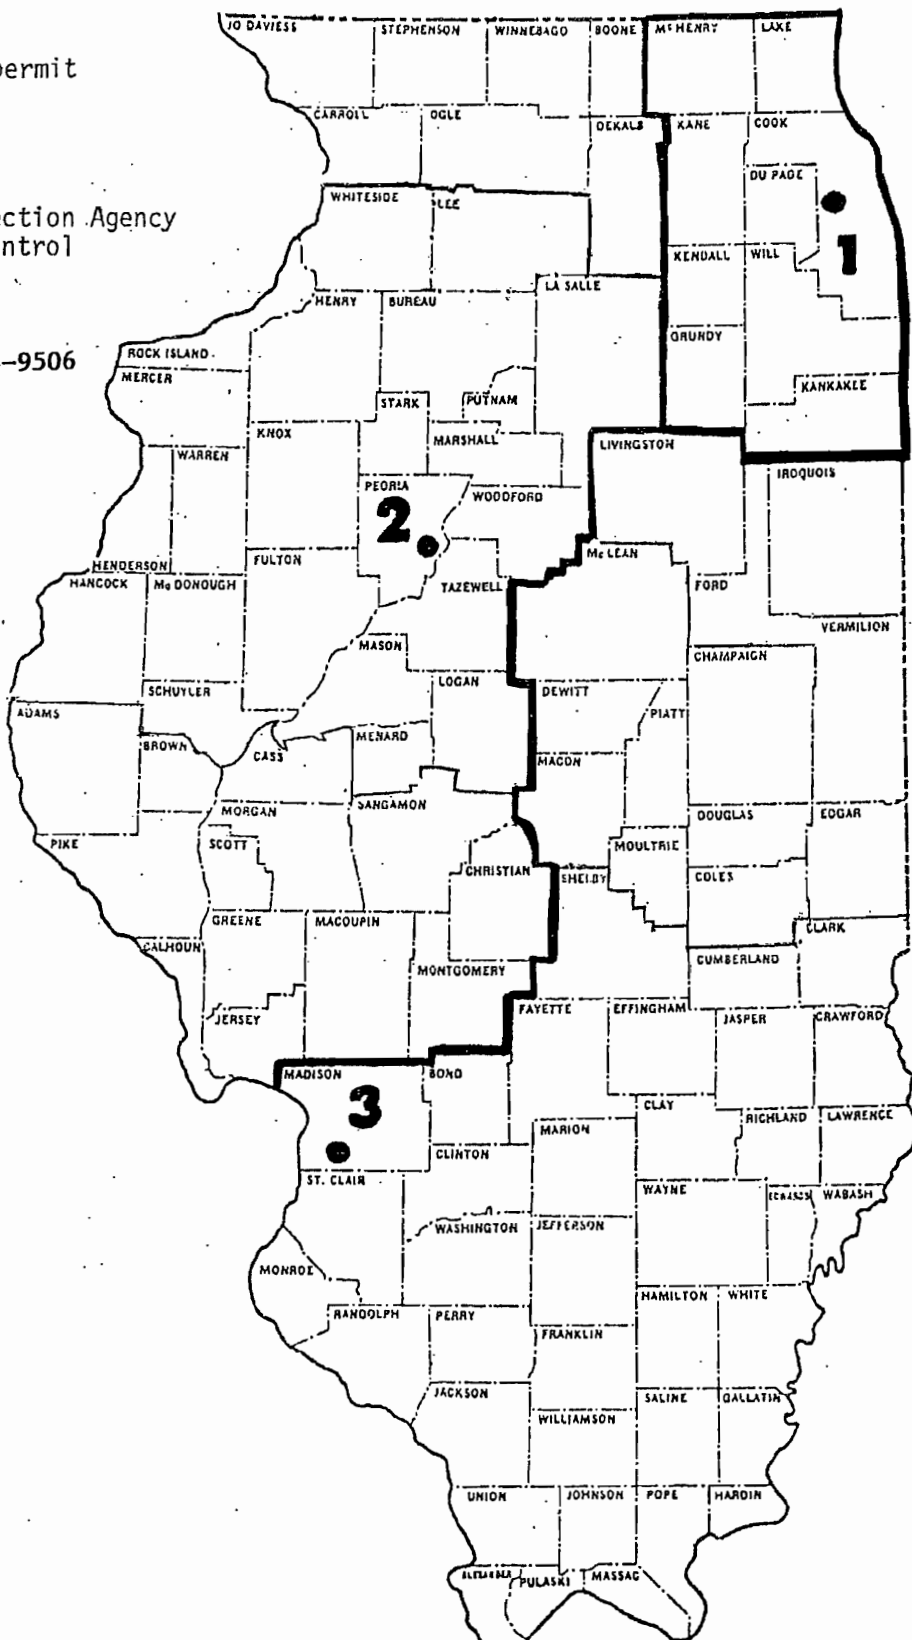 permit
ection Agency
ntrol
-9506
JO DAVIESS
STEPHENSON
WINNEBAGO
BOONE
McHENRY
LAKE
CARROLL
OGLE
DEKALB
KANE
COOK
DU PAGE
WHITESIDE
LEE
1
KENDALL
WILL
LA SALLE
HENRY
BUREAU
GRUNDY
ROCK ISLAND
MERCER
KANKAKEE
STARK
PUTNAM
KNOX
MARSHALL
LIVINGSTON
WARREN
IROQUOIS
PEORIA
WOODFORD
2
McLEAN
HENDERSON
FULTON
HANCOCK
McDONOUGH
TAZEWELL
FORD
VERMILION
MASON
CHAMPAIGN
LOGAN
SCHUYLER
DEWITT
ADAMS
PIATT
BROWN
MENARD
CASS
MACON
SANGAMON
MORGAN
DOUGLAS
EDGAR
PIKE
SCOTT
MOULTRIE
CHRISTIAN
SHELBY
COLES
GREENE
MACOUPIN
CLARK
CALHOUN
CUMBERLAND
MONTGOMERY
FAYETTE
EFFINGHAM
JERSEY
JASPER
CRAWFORD
MADISON
BOND
3
CLAY
RICHLAND
LAWRENCE
MARION
CLINTON
ST. CLAIR
WAYNE
EDWARDS
WABASH
WASHINGTON
JEFFERSON
MONROE
HAMILTON
WHITE
RANDOLPH
PERRY
FRANKLIN
JACKSON
SALINE
GALLATIN
WILLIAMSON
UNION
JOHNSON
POPE
HARDIN
ALEXANDER
PULASKI
MASSAC